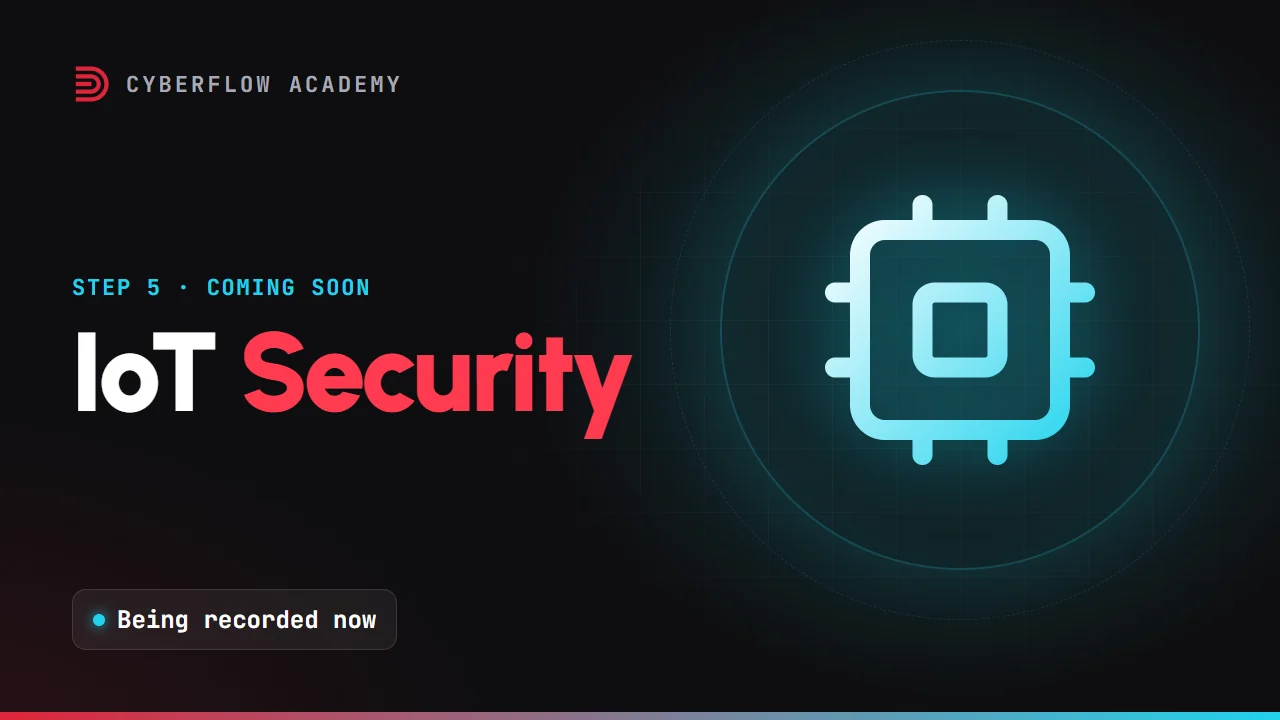 CYBERFLOW ACADEMY
STEP 5 · COMING SOON
IoT Security
Being recorded now